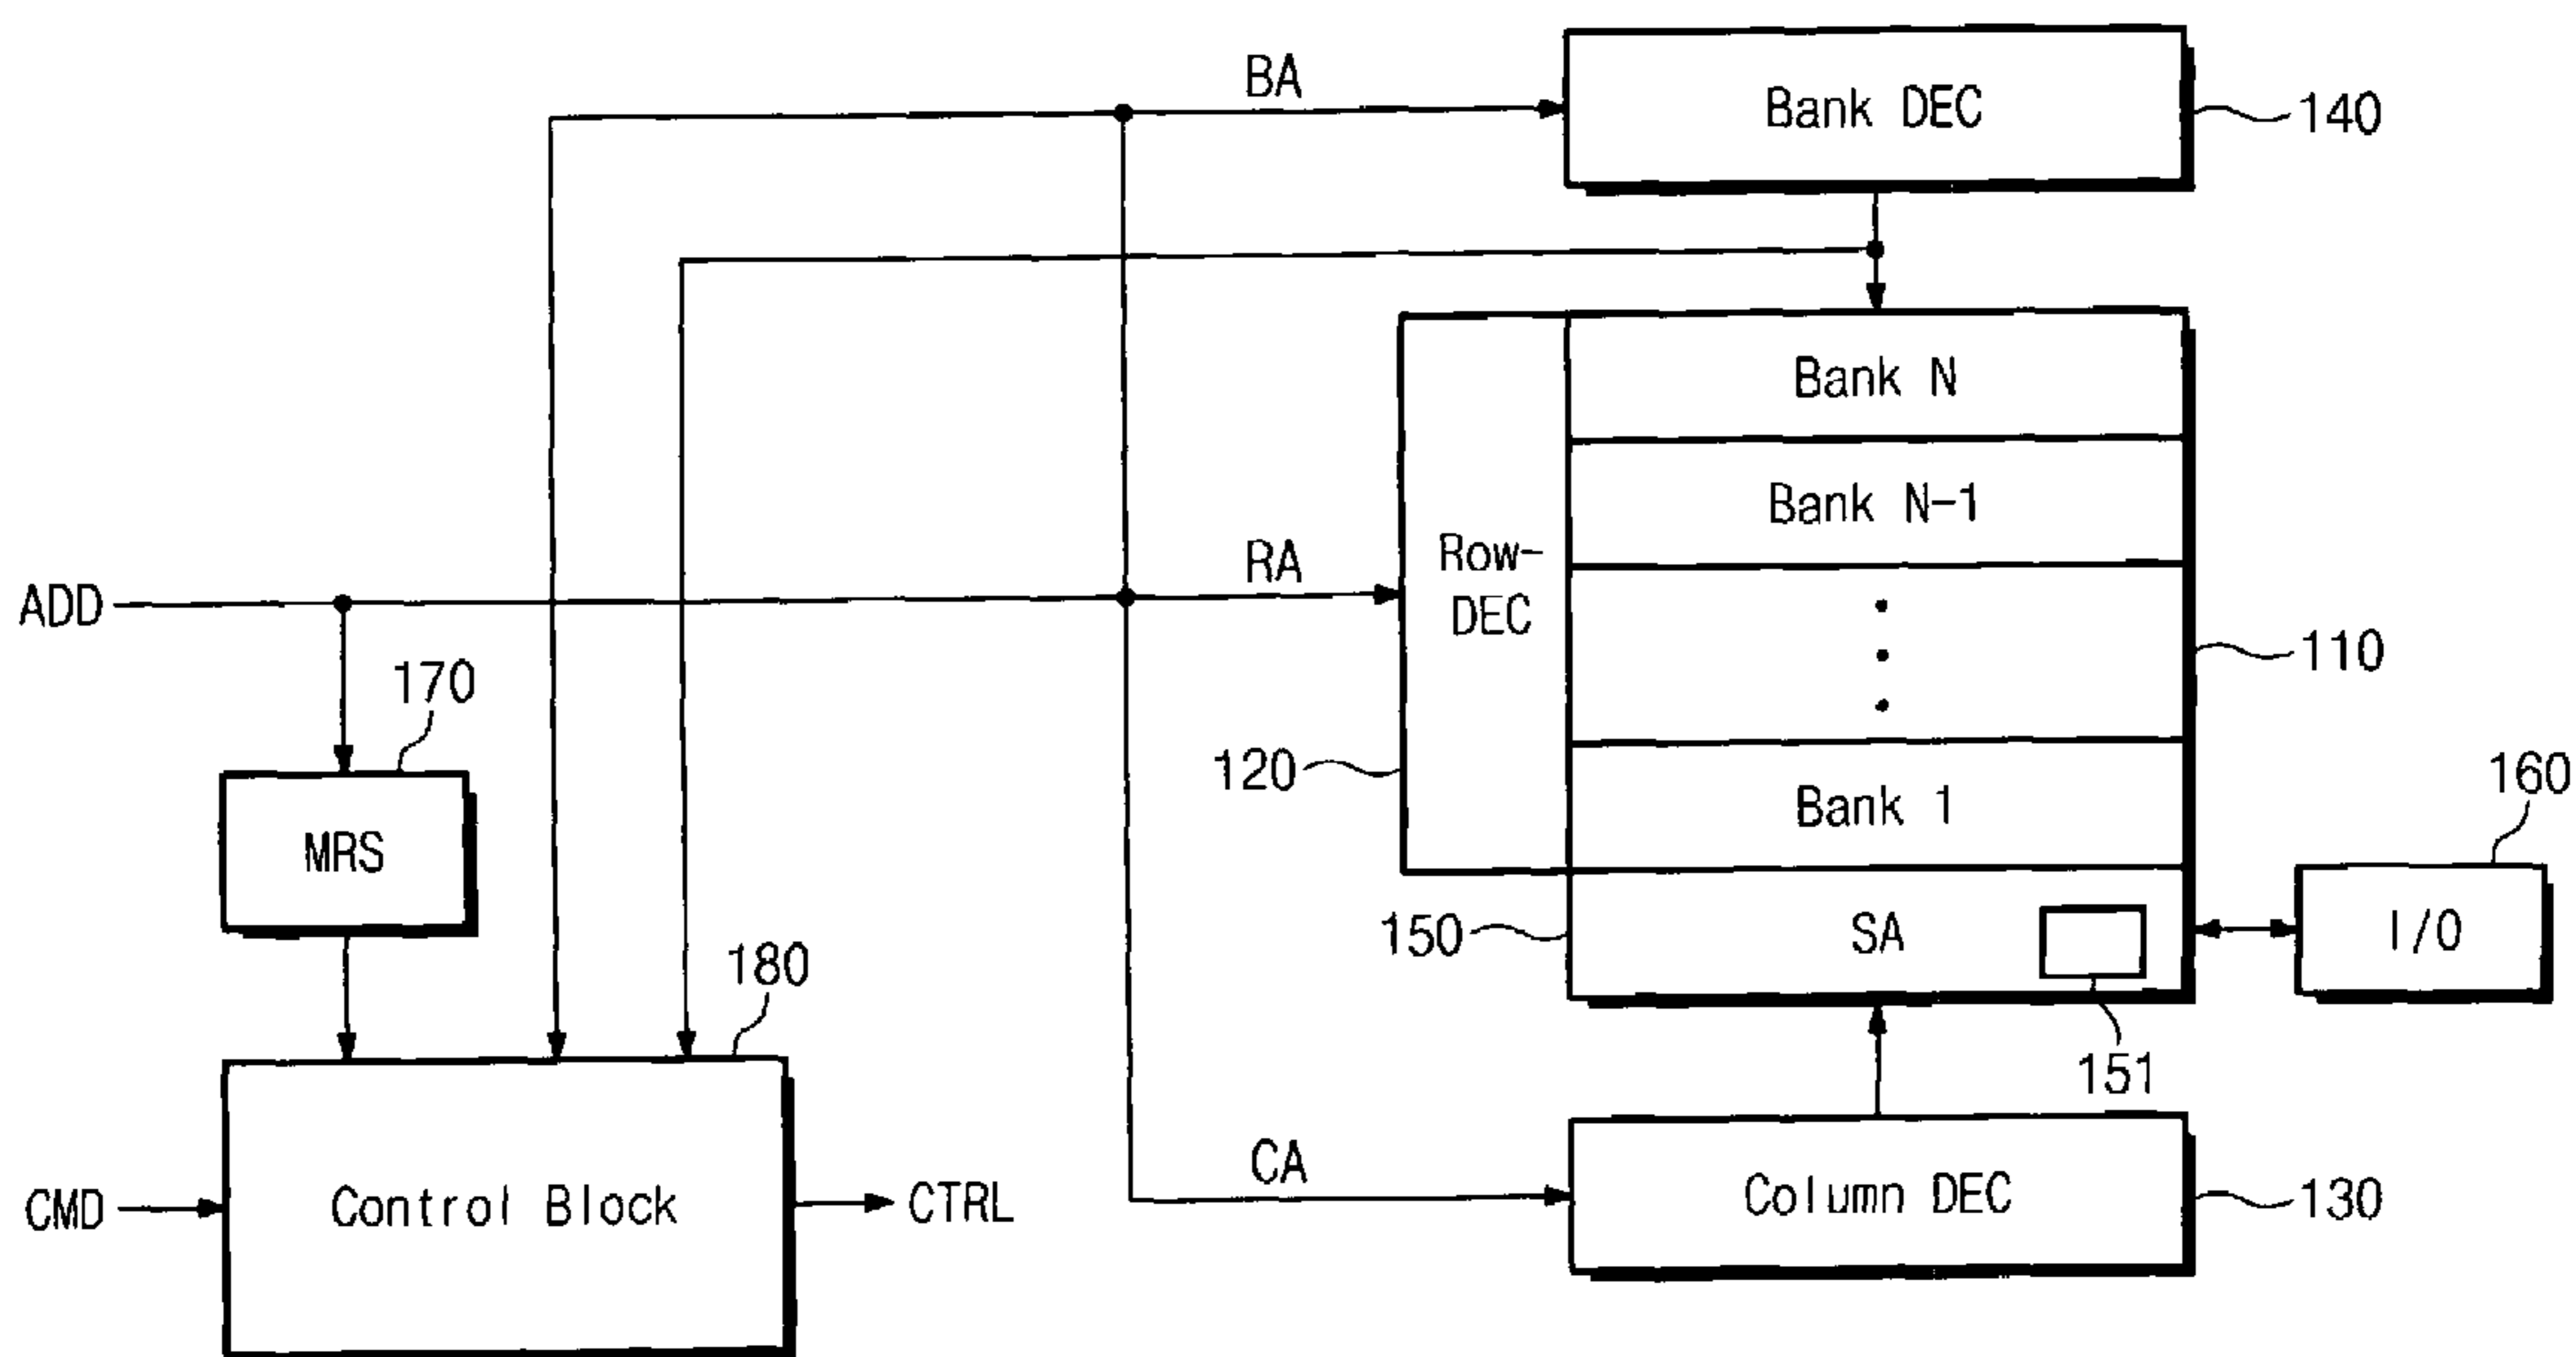 BA
Bank DEC
140
Bank N
Bank N-1
Row-
DEC
RA
ADD
110
170
120
160
Bank 1
MRS
150
SA
I/O
180
151
CA
CMD
Control Block
CTRL
Column DEC
130